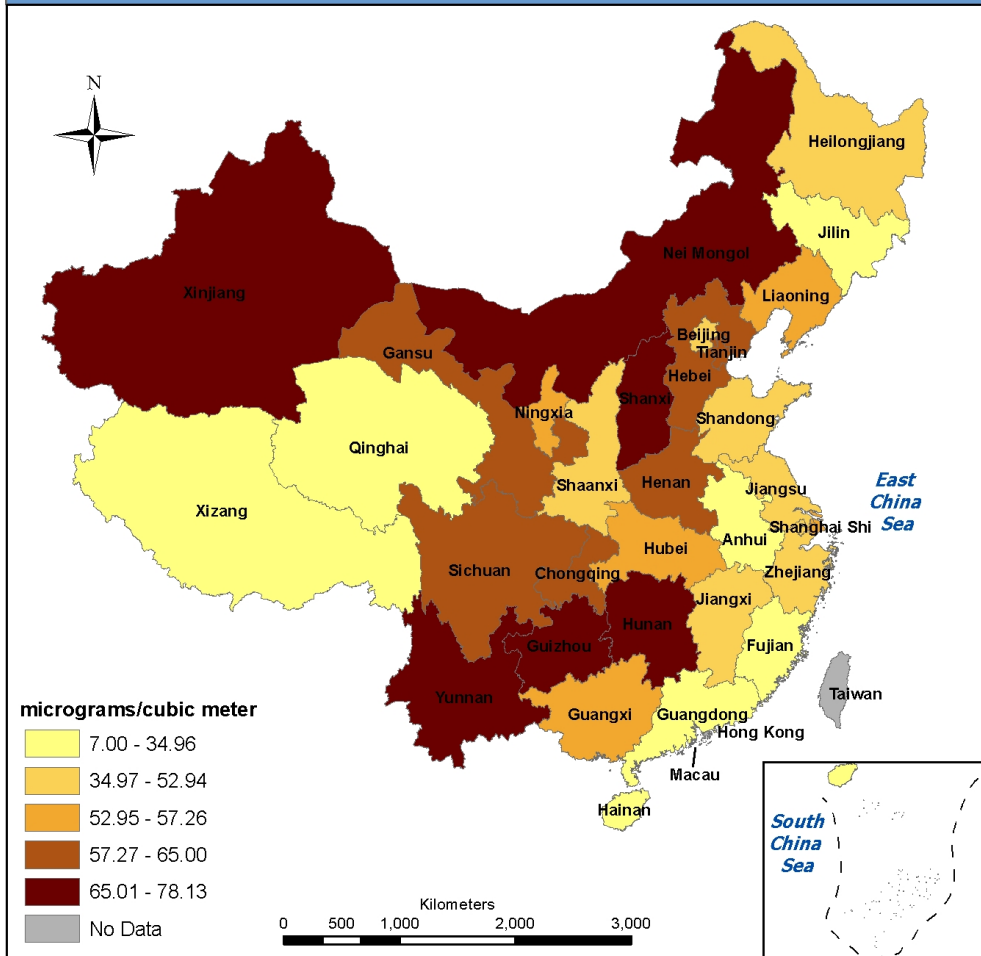 N
Heilongjiang
Jilin
Nei Mongol
Xinjiang
Liaoning
Beijing
Tianjin
Gansu
Hebei
Shanxi
Ningxia
Shandong
Qinghai
Shaanxi
Henan
Jiangsu
East
China
Sea
Xizang
Shanghai Shi
Anhui
Hubei
Sichuan
Chongqing
Zhejiang
Jiangxi
Hunan
Guizhou
Fujian
Yunnan
Taiwan
Guangxi
Guangdong
Hong Kong
Macau
Hainan
micrograms/cubic meter
7.00 - 34.96
34.97 - 52.94
52.95 - 57.26
57.27 - 65.00
65.01 - 78.13
No Data
Kilometers
0 500 1,000 2,000 3,000
South
China
Sea